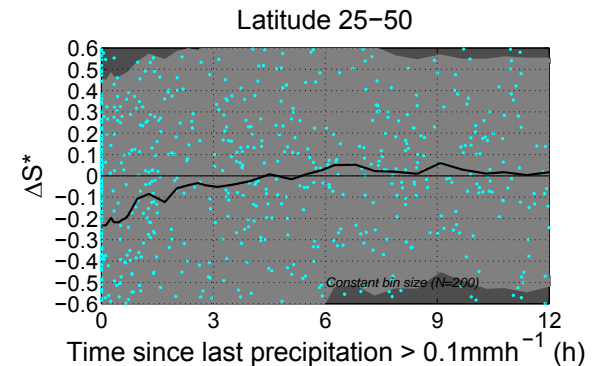 Latitude 25−50
0.6
0.5
0.4
0.3
0.2
0.1
0
−0.1
−0.2
−0.3
−0.4
−0.5
−0.6
ΔS*
Constant bin size (N=200)
0 3 6 9 12
Time since last precipitation > 0.1mmh⁻¹ (h)